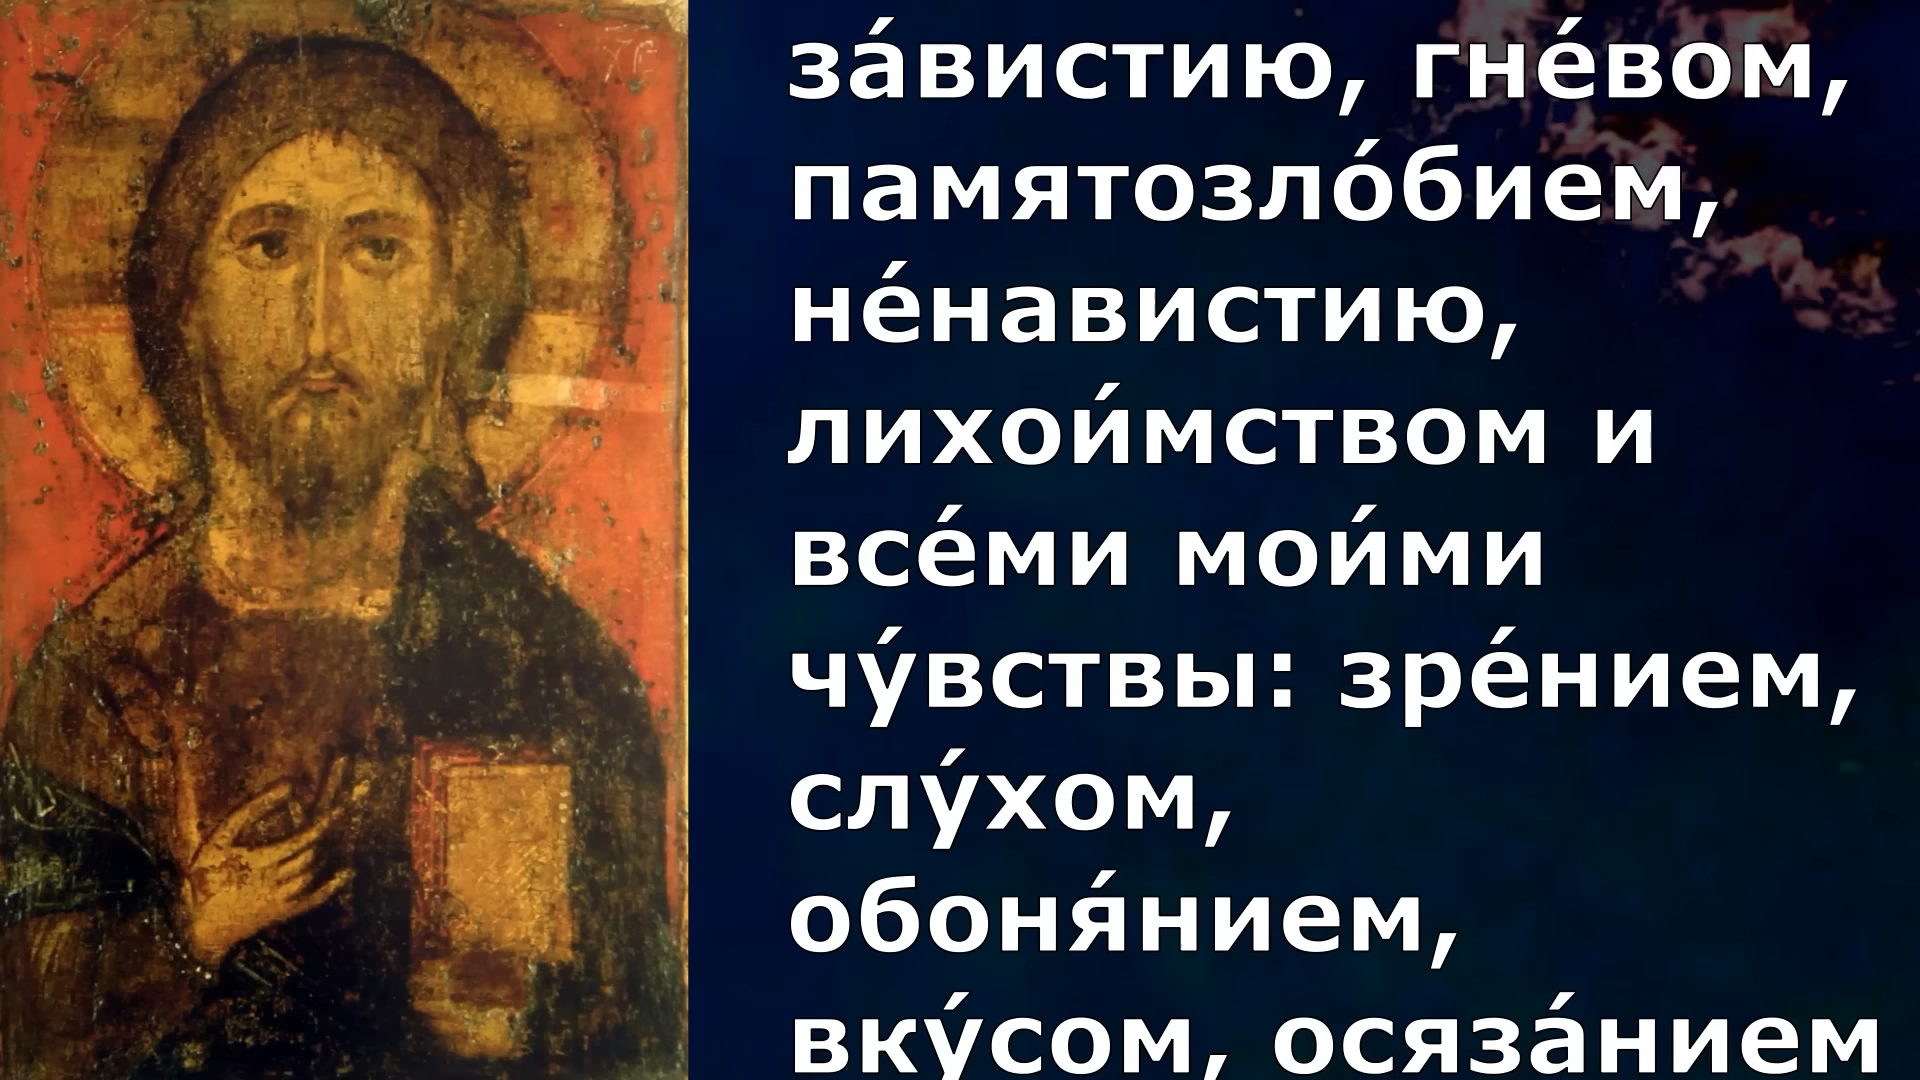 за́вистию, гне́вом,
памятозло́бием,
не́навистию,
лихои́мством и
все́ми мои́ми
чу́вствы: зре́нием,
слу́хом,
обоня́нием,
вку́сом, осяза́нием